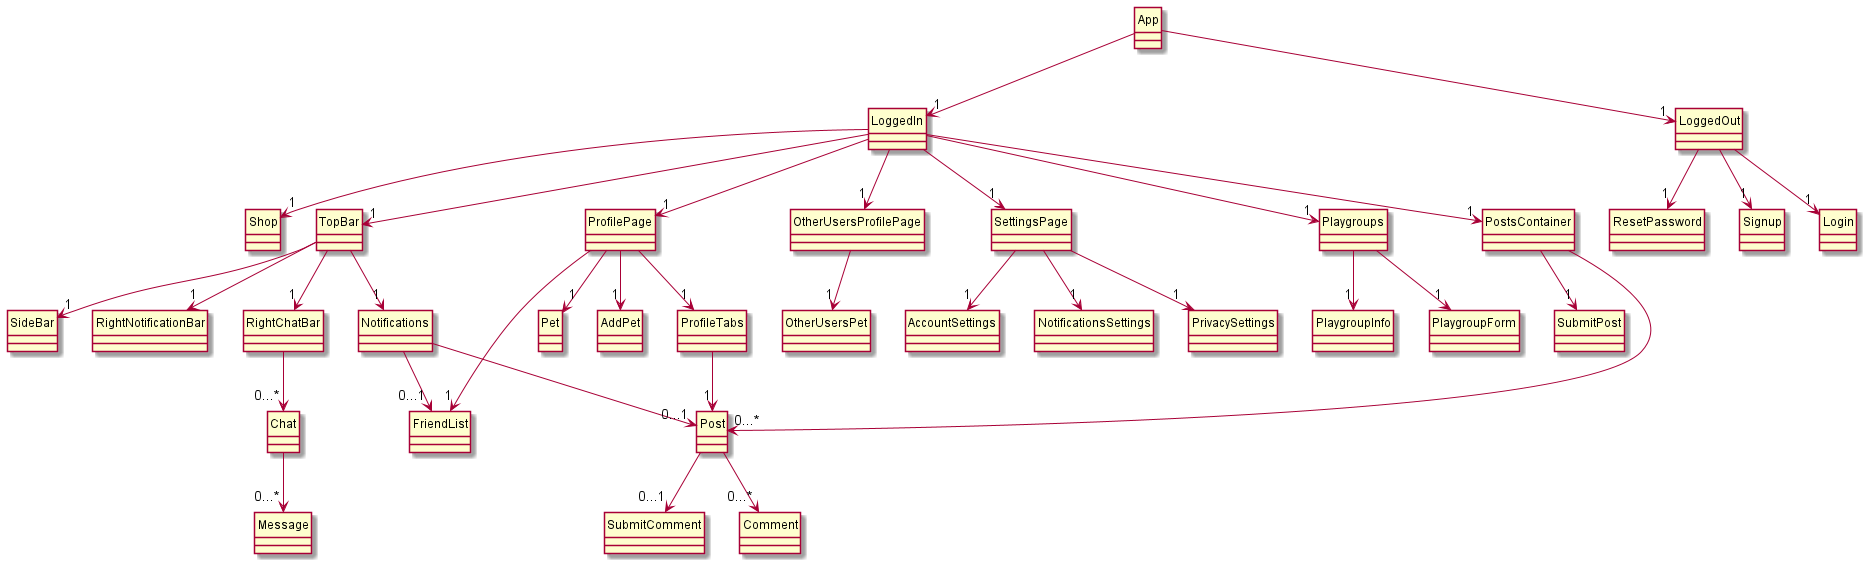 App
1
1
LoggedIn
LoggedOut
1
1
1
1
1
1
1
1
1
1
Shop
TopBar
ProfilePage
OtherUsersProfilePage
SettingsPage
Playgroups
PostsContainer
ResetPassword
Signup
Login
1
1
1
1
1
1
1
1
1
1
1
1
1
1
SideBar
RightNotificationBar
RightChatBar
Notifications
Pet
AddPet
ProfileTabs
OtherUsersPet
AccountSettings
NotificationsSettings
PrivacySettings
PlaygroupInfo
PlaygroupForm
SubmitPost
0...*
0...1
1
0...1
1
0...*
Chat
FriendList
Post
0...*
0...1
0...*
Message
SubmitComment
Comment